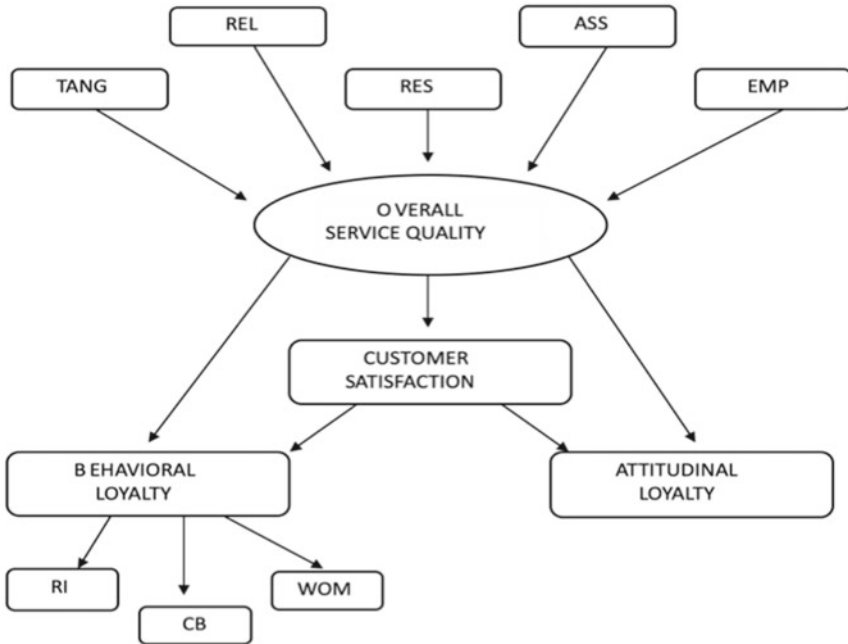 REL
ASS
TANG
RES
EMP
O VERALL
SERVICE QUALITY
CUSTOMER
SATISFACTION
B EHAVIORAL
LOYALTY
ATTITUDINAL
LOYALTY
RI
WOM
CB